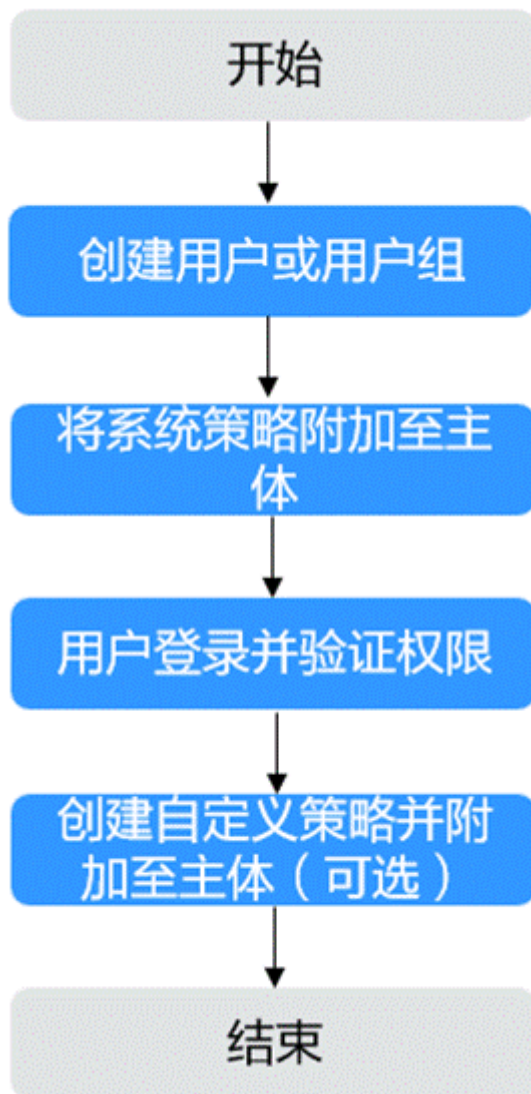 开始
创建用户或用户组
将系统策略附加至主
体
用户登录并验证权限
创建自定义策略并附
加至主体（可选）
结束